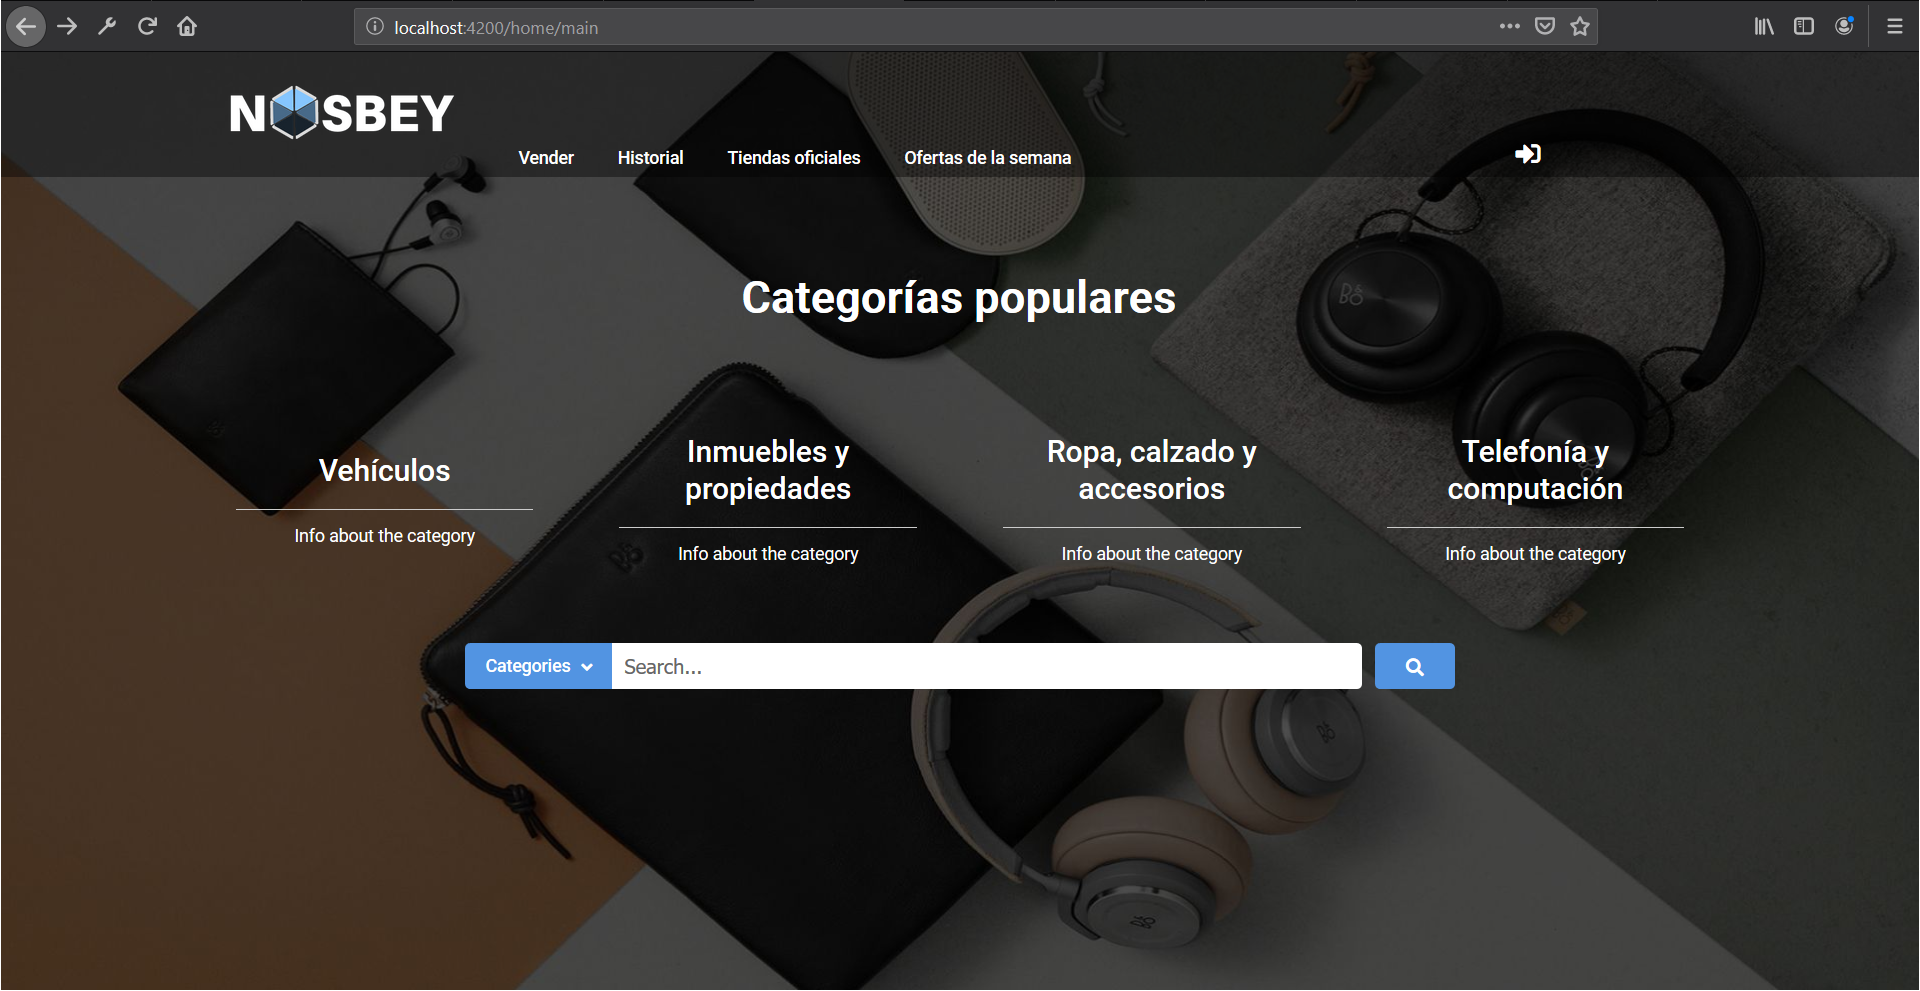 localhost:4200/home/main
NOSBEY
Vender Historial Tiendas oficiales Ofertas de la semana
Categorías populares
Vehículos
Info about the category
Inmuebles y
propiedades
Info about the category
Ropa, calzado y
accesorios
Info about the category
Telefonía y
computación
Info about the category
Categories
Search...
B&O
B&O
B&O
B&O